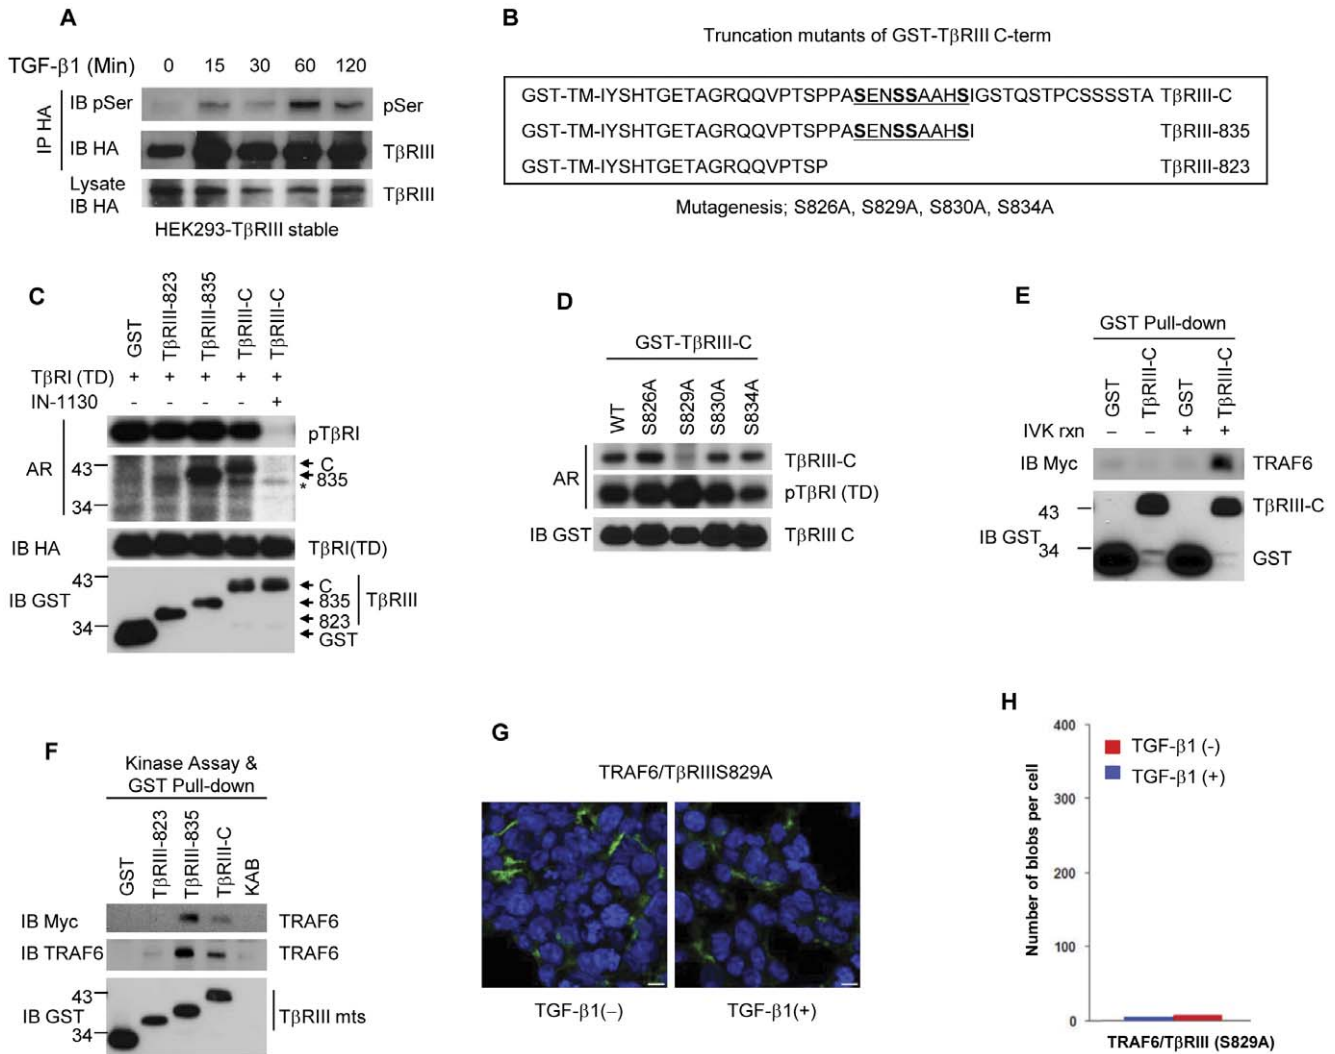 A
TGF-β1 (Min) 0 15 30 60 120
IP HA
IB pSer pSer
IB HA TβRIII
Lysate TβRIII
IB HA
HEK293-TβRIII stable
B
Truncation mutants of GST-TβRIII C-term
GST-TM-IYSHTGETAGRQQVPTSPPASENSSAAHSIGSTQSTPCSSSSTA TβRIII-C
GST-TM-IYSHTGETAGRQQVPTSPPASENSSAAHSI TβRIII-835
GST-TM-IYSHTGETAGRQQVPTSP TβRIII-823
Mutagenesis; S826A, S829A, S830A, S834A
C
GST TβRIII-823 TβRIII-835 TβRIII-C TβRIII-C
TβRI (TD) + + + + +
IN-1130 - - - - +
pTβRI
AR 43 C
835
*
34
IB HA TβRI(TD)
43 C
IB GST 835 TβRIII
823
34 GST
D
GST-TβRIII-C
WT S826A S829A S830A S834A
AR TβRIII-C
pTβRI (TD)
IB GST TβRIII C
E
GST Pull-down
GST TβRIII-C GST TβRIII-C
IVK rxn – – + +
IB Myc TRAF6
43 TβRIII-C
IB GST 34
GST
F
Kinase Assay &
GST Pull-down
GST TβRIII-823 TβRIII-835 TβRIII-C KAB
IB Myc TRAF6
IB TRAF6 TRAF6
43
IB GST TβRIII mts
34
G
TRAF6/TβRIIIS829A
TGF-β1(–) TGF-β1(+)
H
Number of blobs per cell
400
300
200
100
0
TGF-β1 (-)
TGF-β1 (+)
TRAF6/TβRIII (S829A)